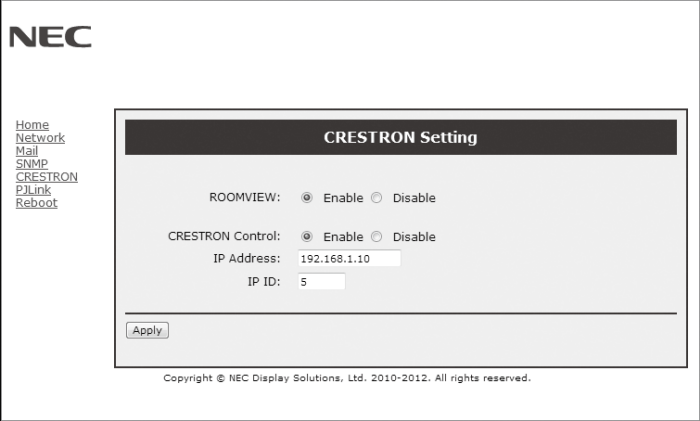 NEC
Home
Network
Mail
SNMP
CRESTRON
PJLink
Reboot
CRESTRON Setting
ROOMVIEW: Enable Disable
CRESTRON Control: Enable Disable
IP Address: 192.168.1.10
IP ID: 5
Apply
Copyright © NEC Display Solutions, Ltd. 2010-2012. All rights reserved.